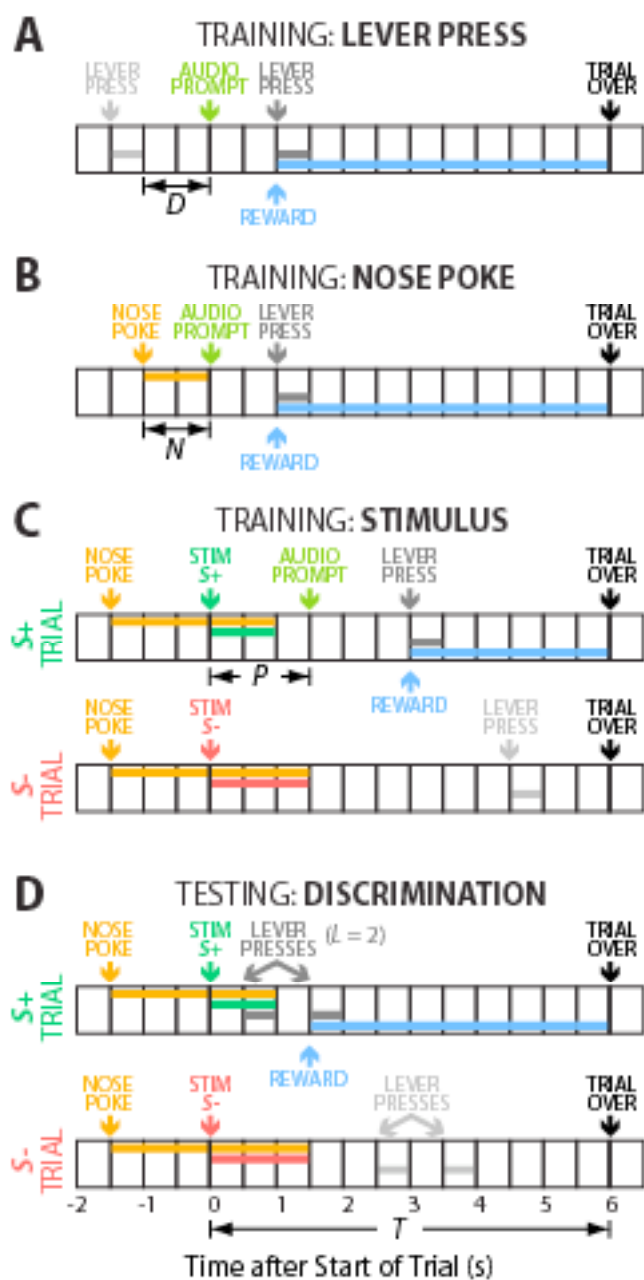 A TRAINING: LEVER PRESS
LEVER AUDIO LEVER TRIAL
PRESS PROMPT PRESS OVER
D
REWARD
B TRAINING: NOSE POKE
NOSE AUDIO LEVER TRIAL
POKE PROMPT PRESS OVER
N
REWARD
C TRAINING: STIMULUS
NOSE STIM AUDIO LEVER TRIAL
POKE S+ PROMPT PRESS OVER
S+
TRIAL
P
REWARD
NOSE STIM LEVER TRIAL
POKE S- PRESS OVER
S-
TRIAL
D TESTING: DISCRIMINATION
NOSE STIM LEVER (L = 2) TRIAL
POKE S+ PRESSES OVER
S+
TRIAL
REWARD
NOSE STIM LEVER TRIAL
POKE S- PRESSES OVER
S-
TRIAL
-2 -1 0 1 2 3 4 5 6
T
Time after Start of Trial (s)